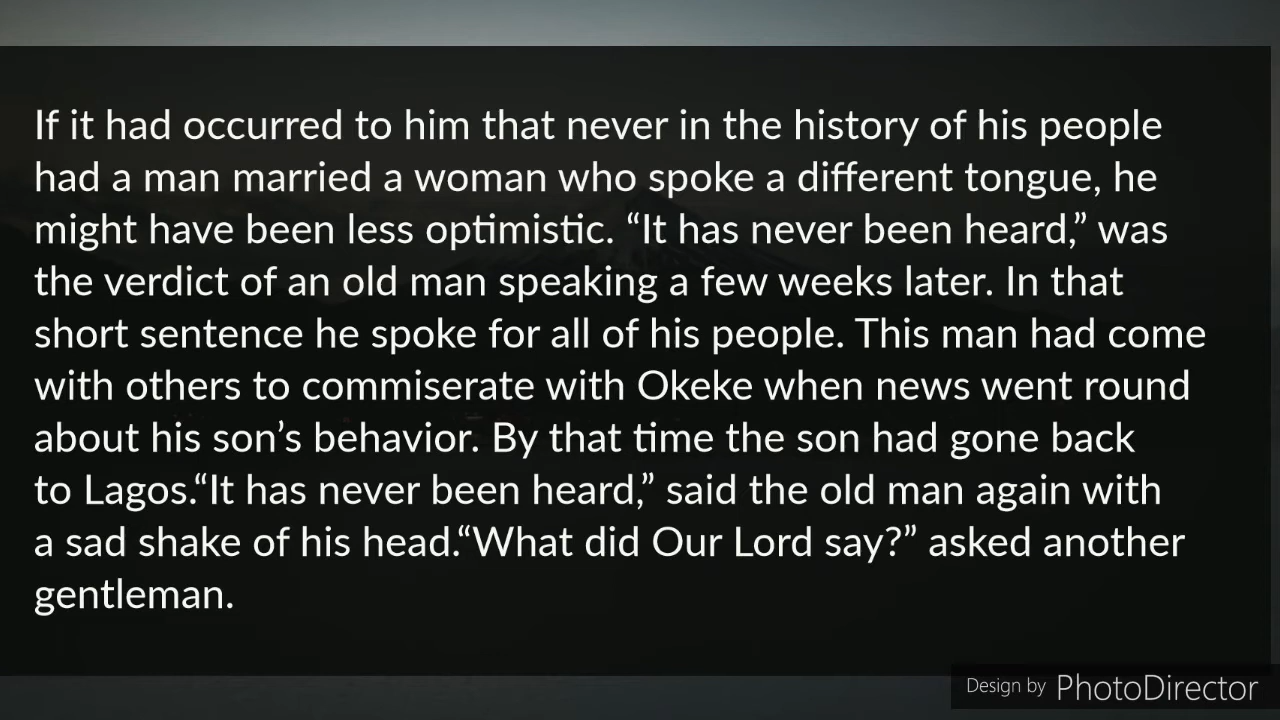 If it had occurred to him that never in the history of his people
had a man married a woman who spoke a different tongue, he
might have been less optimistic. “It has never been heard,” was
the verdict of an old man speaking a few weeks later. In that
short sentence he spoke for all of his people. This man had come
with others to commiserate with Okeke when news went round
about his son’s behavior. By that time the son had gone back
to Lagos.“It has never been heard,” said the old man again with
a sad shake of his head.“What did Our Lord say?” asked another
gentleman.
Design by PhotoDirector